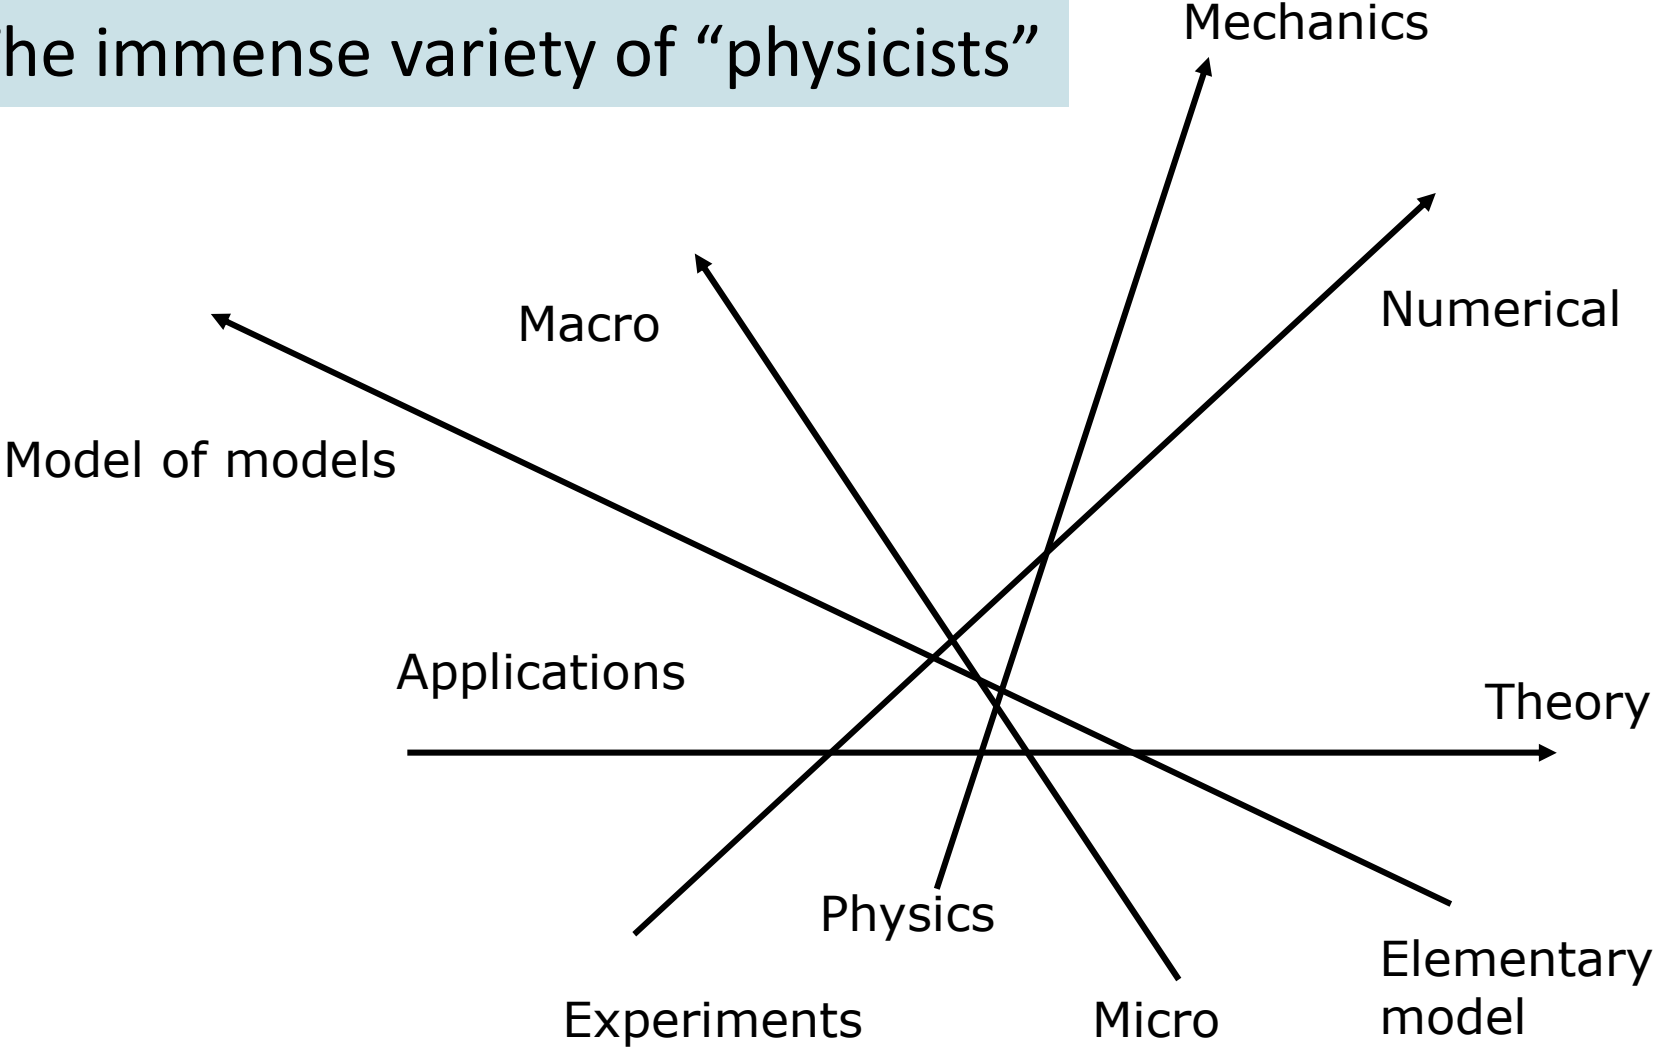 he immense variety of “physicists”
Mechanics
Numerical
Macro
Model of models
Applications
Theory
Physics
Elementary
model
Experiments
Micro